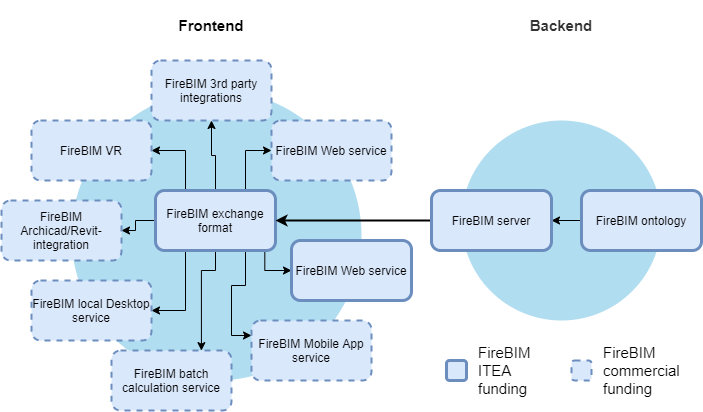 Frontend
Backend
FireBIM 3rd party
integrations
FireBIM VR
FireBIM Web service
FireBIM
Archicad/Revit-
integration
FireBIM exchange
format
FireBIM server
FireBIM ontology
FireBIM Web service
FireBIM local Desktop
service
FireBIM Mobile App
service
FireBIM batch
calculation service
FireBIM
ITEA
funding
FireBIM
commercial
funding